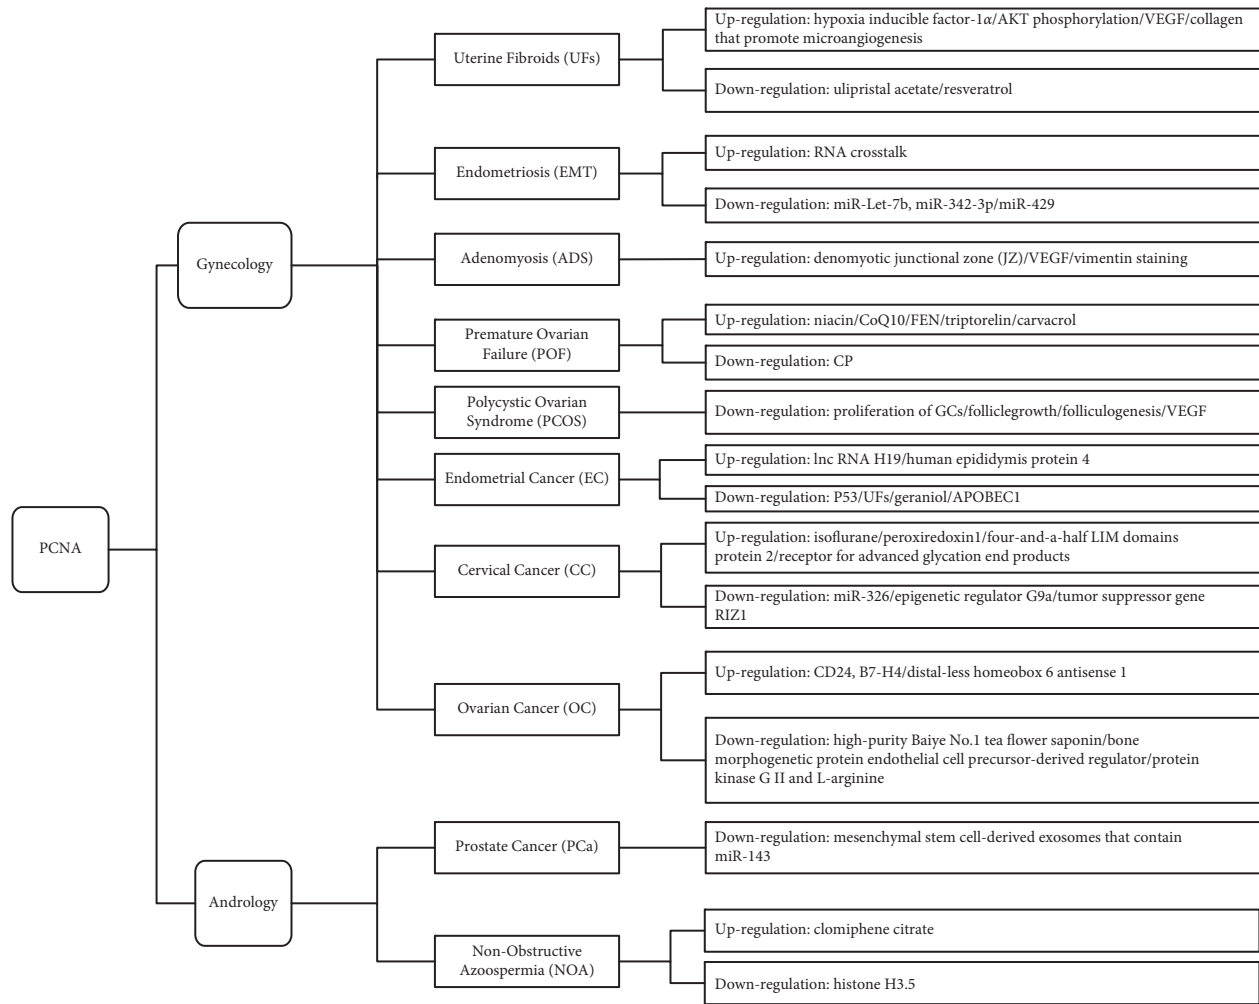 PCNA
Gynecology
Uterine Fibroids (UFs)
Up-regulation: hypoxia inducible factor-1α/AKT phosphorylation/VEGF/collagen
that promote microangiogenesis
Down-regulation: ulipristal acetate/resveratrol
Endometriosis (EMT)
Up-regulation: RNA crosstalk
Down-regulation: miR-Let-7b, miR-342-3p/miR-429
Adenomyosis (ADS)
Up-regulation: denomyotic junctional zone (JZ)/VEGF/vimentin staining
Premature Ovarian
Failure (POF)
Up-regulation: niacin/CoQ10/FEN/triptorelin/carvacrol
Down-regulation: CP
Polycystic Ovarian
Syndrome (PCOS)
Down-regulation: proliferation of GCs/folliclegrowth/folliculogenesis/VEGF
Endometrial Cancer (EC)
Up-regulation: lnc RNA H19/human epididymis protein 4
Down-regulation: P53/UFs/geraniol/APOBEC1
Cervical Cancer (CC)
Up-regulation: isoflurane/peroxiredoxin1/four-and-a-half LIM domains
protein 2/receptor for advanced glycation end products
Down-regulation: miR-326/epigenetic regulator G9a/tumor suppressor gene
RIZ1
Ovarian Cancer (OC)
Up-regulation: CD24, B7-H4/distal-less homeobox 6 antisense 1
Down-regulation: high-purity Baiye No.1 tea flower saponin/bone
morphogenetic protein endothelial cell precursor-derived regulator/protein
kinase G II and L-arginine
Andrology
Prostate Cancer (PCa)
Down-regulation: mesenchymal stem cell-derived exosomes that contain
miR-143
Non-Obstructive
Azoospermia (NOA)
Up-regulation: clomiphene citrate
Down-regulation: histone H3.5